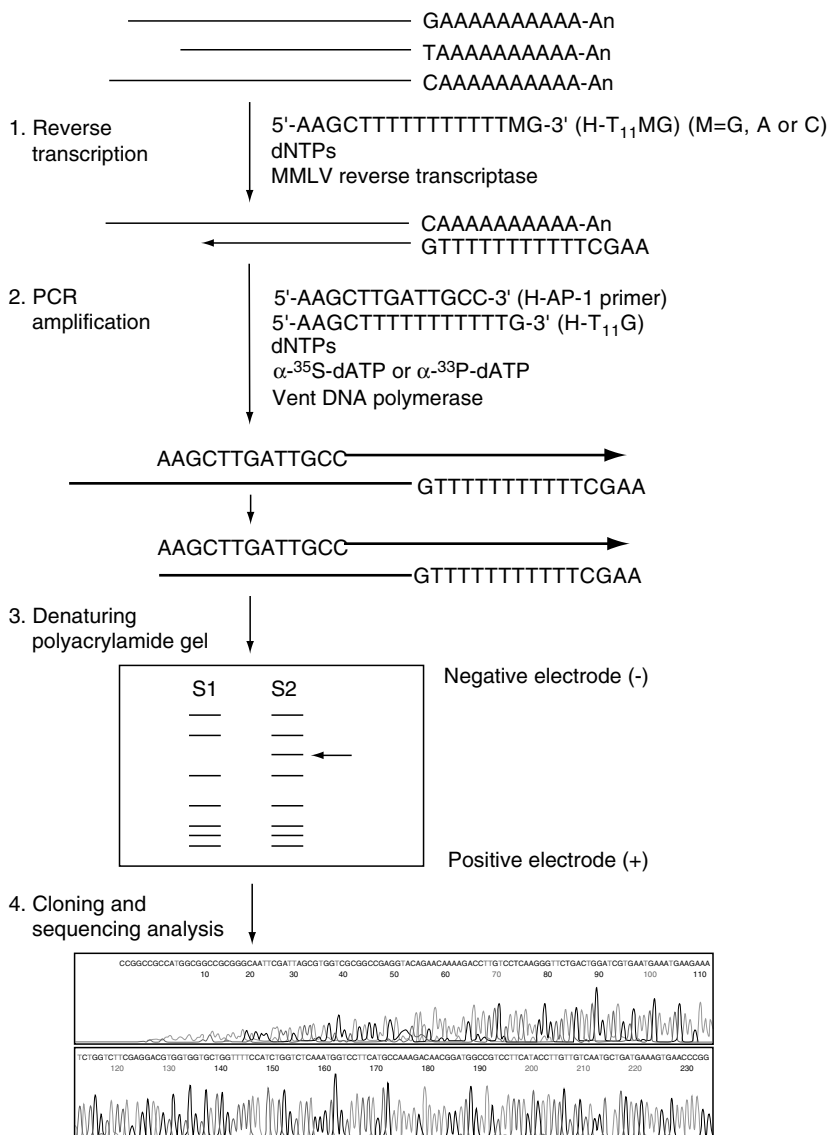 GAAAAAAAAAA-An
TAAAAAAAAAA-An
CAAAAAAAAAA-An
1. Reverse
transcription
5'-AAGCTTTTTTTTTTTMG-3' (H-T11MG) (M=G, A or C)
dNTPs
MMLV reverse transcriptase
CAAAAAAAAAA-An
GTTTTTTTTTTTCGAA
2. PCR
amplification
5'-AAGCTTGATTGCC-3' (H-AP-1 primer)
5'-AAGCTTTTTTTTTTTG-3' (H-T11G)
dNTPs
α-35S-dATP or α-33P-dATP
Vent DNA polymerase
AAGCTTGATTGCC
GTTTTTTTTTTTCGAA
AAGCTTGATTGCC
GTTTTTTTTTTTCGAA
3. Denaturing
polyacrylamide gel
Negative electrode (-)
S1 S2
Positive electrode (+)
4. Cloning and
sequencing analysis
CCGGCCGCCATGGCGGCCGCGGGCAATTCGATTAGCGTGGTCGCGGCCGAGGTACAGAACAAAAGACCTTGTCCTCAAGGGTTCTGACTGGATCGTGAATGAAATGAAGAAA
10 20 30 40 50 60 70 80 90 100 110
TCTGGTCTTCGAGGACGTGGTGGTGCTGGTTTTCCATCTGGTCTCAAATGGTCCTTCATGCCAAAGACAACGGATGGCCGTCCTTCATACCTTGTTGTCAATGCTGATGAAAGTGAACCCGG
120 130 140 150 160 170 180 190 200 210 220 230